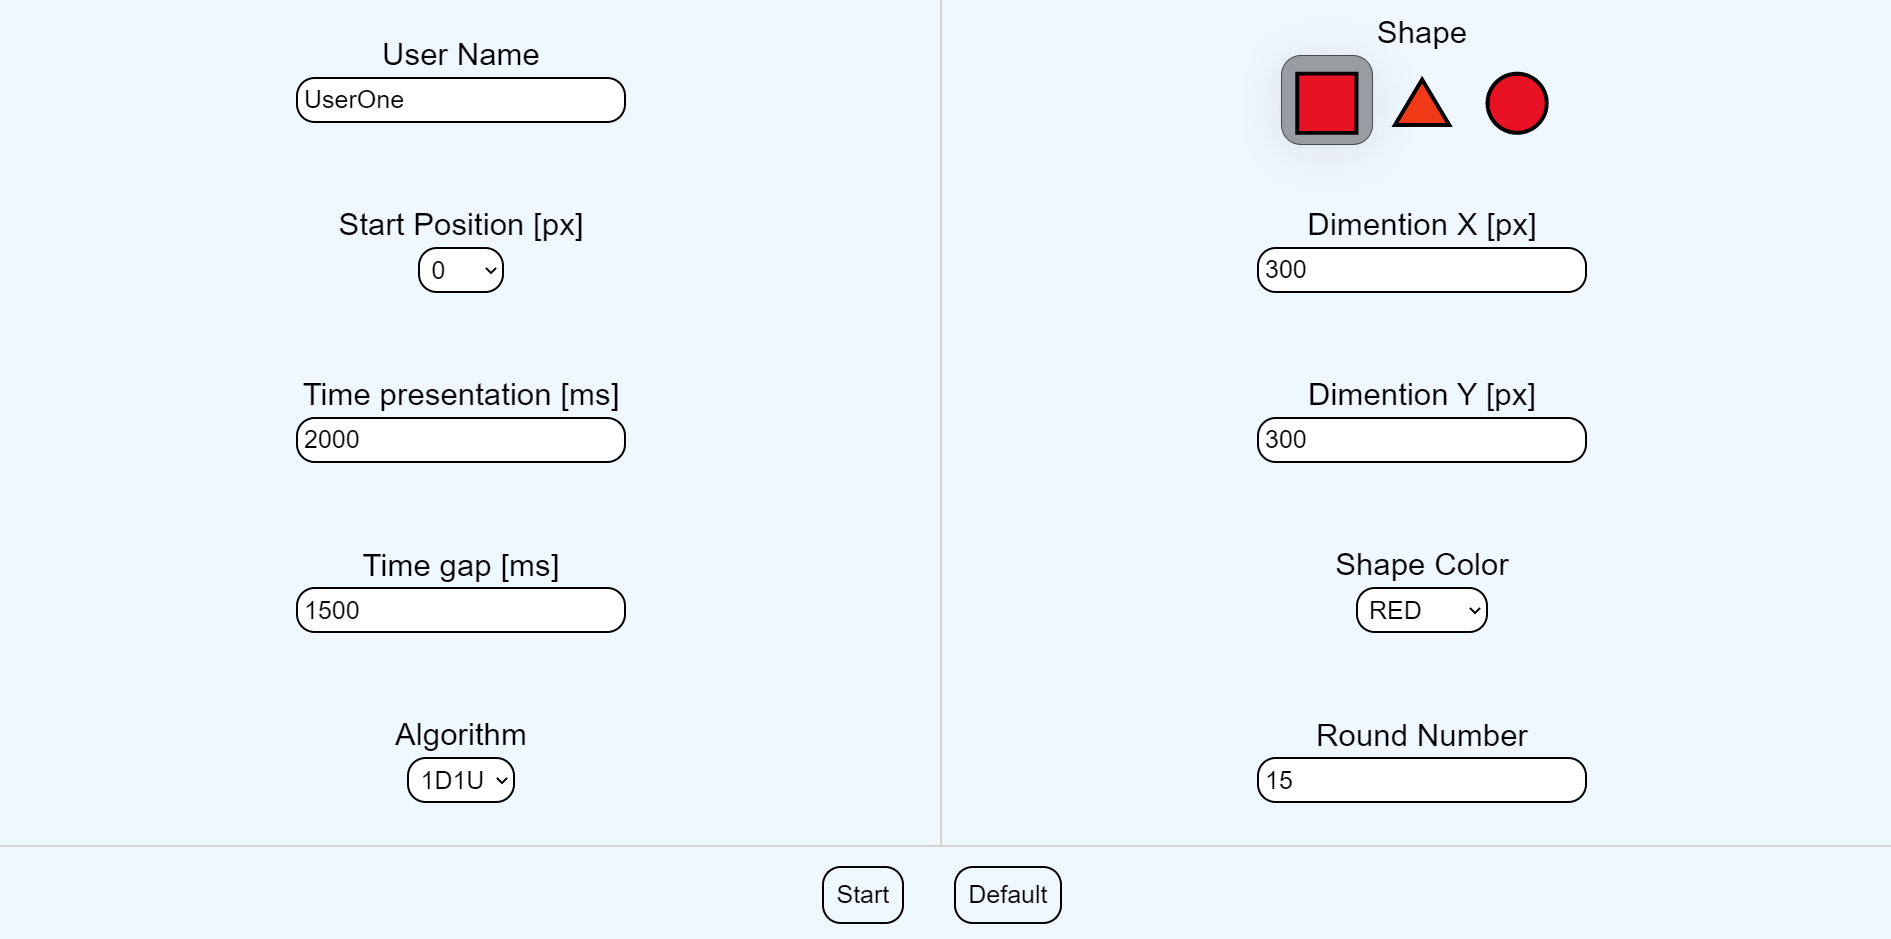 User Name
UserOne
Start Position [px]
0
Time presentation [ms]
2000
Time gap [ms]
1500
Algorithm
1D1U
Shape
Dimention X [px]
300
Dimention Y [px]
300
Shape Color
RED
Round Number
15
Start
Default